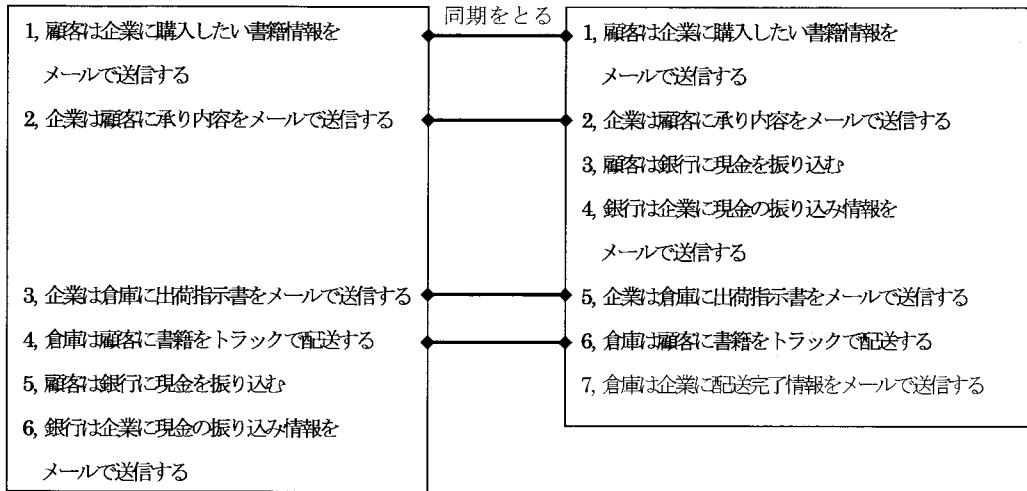 同期をとる
1, 顧客は企業に購入したい書籍情報を
メールで送信する
2, 企業は顧客に承り内容をメールで送信する
3, 企業は倉庫に出荷指示書をメールで送信する
4, 倉庫は顧客に書籍をトラックで配送する
5, 顧客は銀行に現金を振り込む
6, 銀行は企業に現金の振り込み情報を
メールで送信する
1, 顧客は企業に購入したい書籍情報を
メールで送信する
2, 企業は顧客に承り内容をメールで送信する
3, 顧客は銀行に現金を振り込む
4, 銀行は企業に現金の振り込み情報を
メールで送信する
5, 企業は倉庫に出荷指示書をメールで送信する
6, 倉庫は顧客に書籍をトラックで配送する
7, 倉庫は企業に配送完了情報をメールで送信する